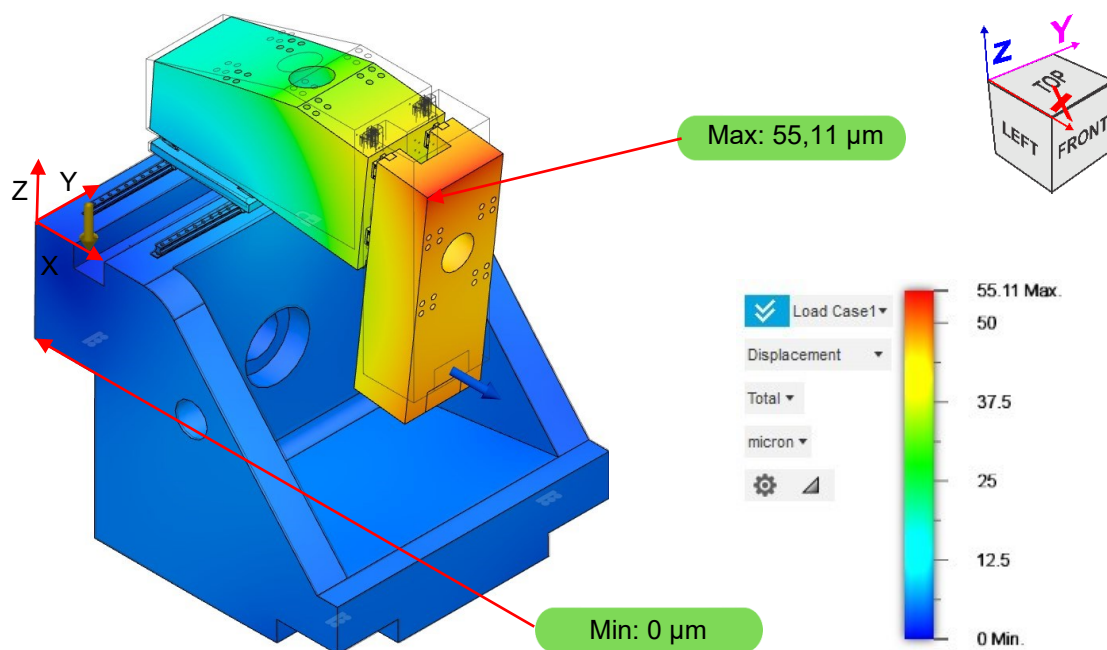 Z
Y
TOP
X
LEFT
FRONT
Max: 55,11 µm
Z
Y
X
Load Case1
Displacement
Total
micron
55.11 Max.
50
37.5
25
12.5
0 Min.
Min: 0 µm